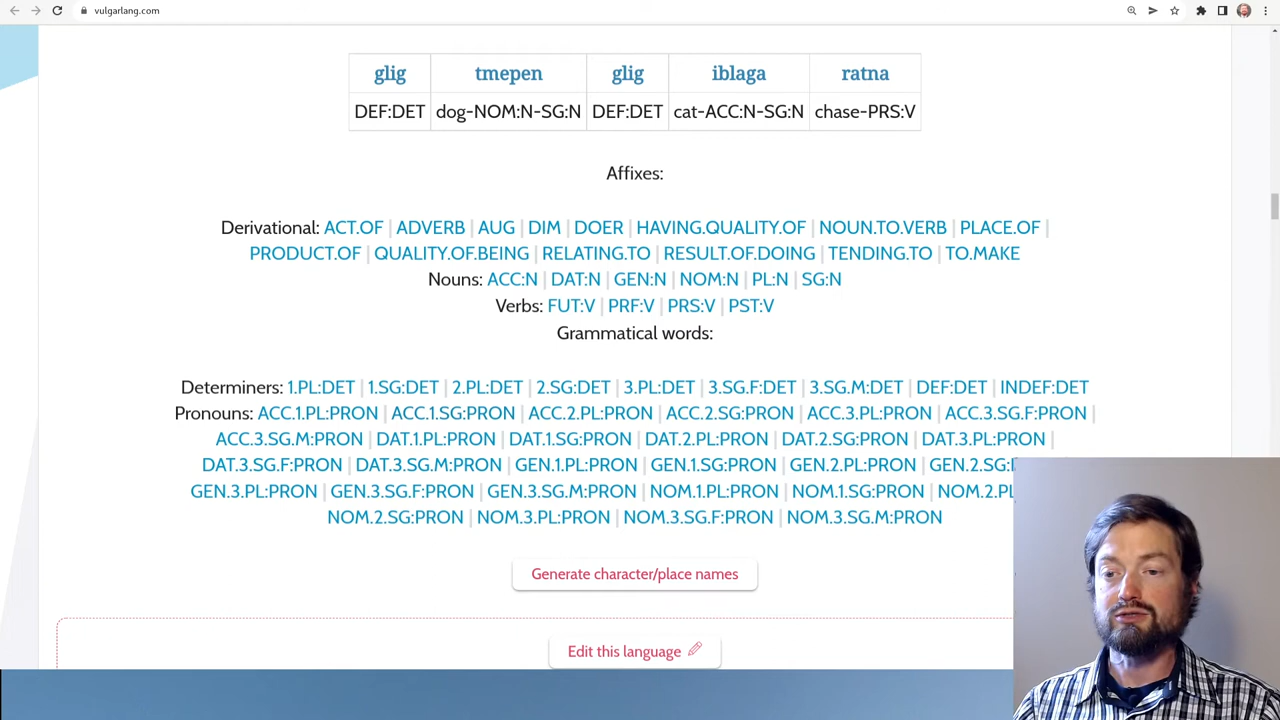 vulgarlang.com
glig tmepen glig iblaga ratna
DEF:DET dog-NOM:N-SG:N DEF:DET cat-ACC:N-SG:N chase-PRS:V
Affixes:
Derivational: ACT.OF | ADVERB | AUG | DIM | DOER | HAVING.QUALITY.OF | NOUN.TO.VERB | PLACE.OF |
PRODUCT.OF | QUALITY.OF.BEING | RELATING.TO | RESULT.OF.DOING | TENDING.TO | TO.MAKE
Nouns: ACC:N | DAT:N | GEN:N | NOM:N | PL:N | SG:N
Verbs: FUT:V | PRF:V | PRS:V | PST:V
Grammatical words:
Determiners: 1.PL:DET | 1.SG:DET | 2.PL:DET | 2.SG:DET | 3.PL:DET | 3.SG.F:DET | 3.SG.M:DET | DEF:DET | INDEF:DET
Pronouns: ACC.1.PL:PRON | ACC.1.SG:PRON | ACC.2.PL:PRON | ACC.2.SG:PRON | ACC.3.PL:PRON | ACC.3.SG.F:PRON |
ACC.3.SG.M:PRON | DAT.1.PL:PRON | DAT.1.SG:PRON | DAT.2.PL:PRON | DAT.2.SG:PRON | DAT.3.PL:PRON |
DAT.3.SG.F:PRON | DAT.3.SG.M:PRON | GEN.1.PL:PRON | GEN.1.SG:PRON | GEN.2.PL:PRON |
GEN.3.PL:PRON | GEN.3.SG.F:PRON | GEN.3.SG.M:PRON | NOM.1.PL:PRON | NOM.1.SG:PRON |
NOM.2.SG:PRON | NOM.3.PL:PRON | NOM.3.SG.F:PRON | NOM.3.SG.M:PRON
Generate character/place names
Edit this language